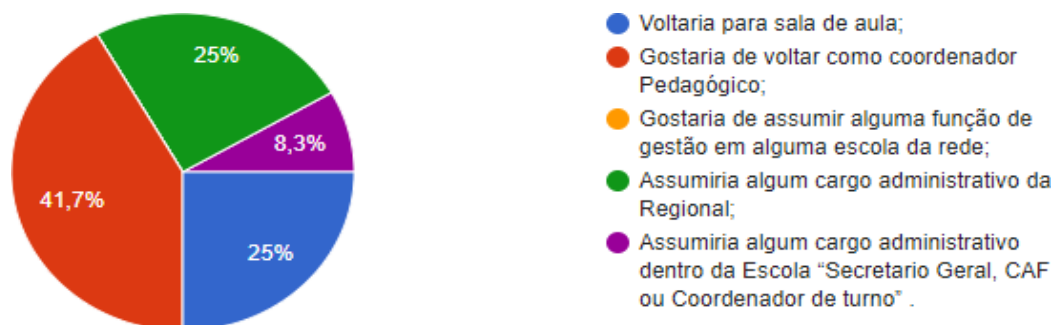 25%
8,3%
41,7%
25%
Voltaria para sala de aula;
Gostaria de voltar como coordenador
Pedagógico;
Gostaria de assumir alguma função de
gestão em alguma escola da rede;
Assumiria algum cargo administrativo da
Regional;
Assumiria algum cargo administrativo
dentro da Escola “Secretario Geral, CAF
ou Coordenador de turno” .